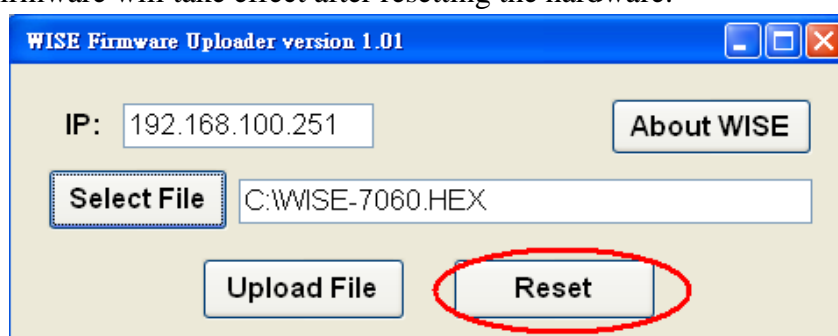 firmware will take effect after resetting the hardware.
WISE Firmware Uploader version 1.01
IP: 192.168.100.251 About WISE
Select File C:\WISE-7060.HEX
Upload File Reset